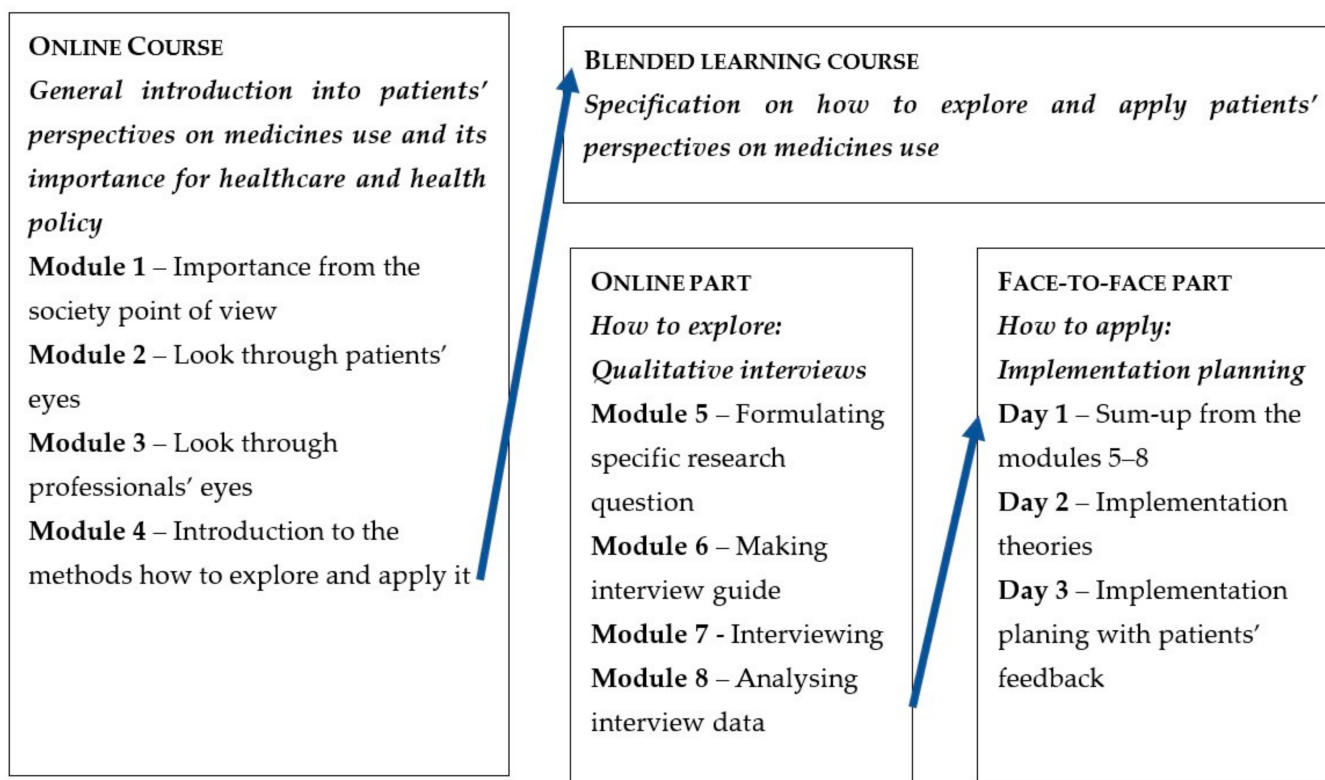 ONLINE COURSE
General introduction into patients'
perspectives on medicines use and its
importance for healthcare and health
policy
Module 1 – Importance from the
society point of view
Module 2 – Look through patients'
eyes
Module 3 – Look through
professionals' eyes
Module 4 – Introduction to the
methods how to explore and apply it
BLENDED LEARNING COURSE
Specification on how to explore and apply patients'
perspectives on medicines use
ONLINE PART
How to explore:
Qualitative interviews
Module 5 – Formulating
specific research
question
Module 6 – Making
interview guide
Module 7 - Interviewing
Module 8 – Analysing
interview data
FACE-TO-FACE PART
How to apply:
Implementation planning
Day 1 – Sum-up from the
modules 5–8
Day 2 – Implementation
theories
Day 3 – Implementation
planing with patients'
feedback